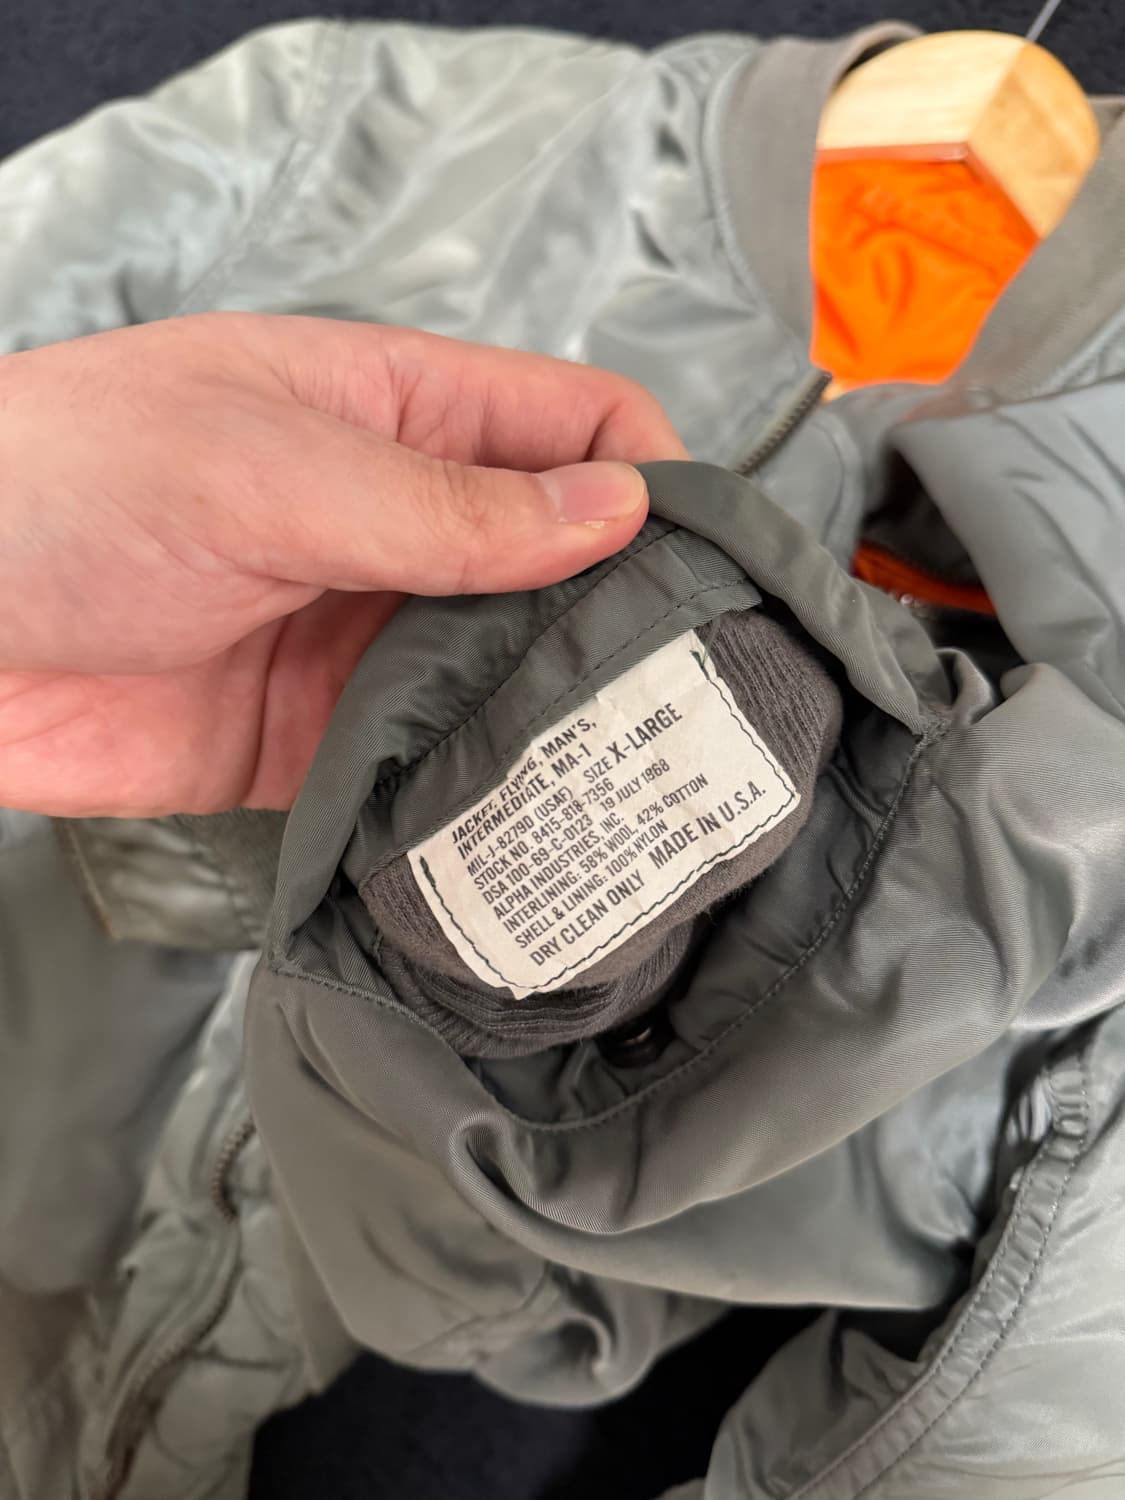 JACKET, FLYING, MAN'S,
INTERMEDIATE, MA-1
MIL-J-8279D (USAF) SIZE X-LARGE
STOCK NO. 8415-818-7356
DSA 100-69-C-0123 19 JULY 1968
ALPHA INDUSTRIES, INC.
INTERLINING: 58% WOOL, 42% COTTON
SHELL & LINING: 100% NYLON
DRY CLEAN ONLY MADE IN U.S.A.